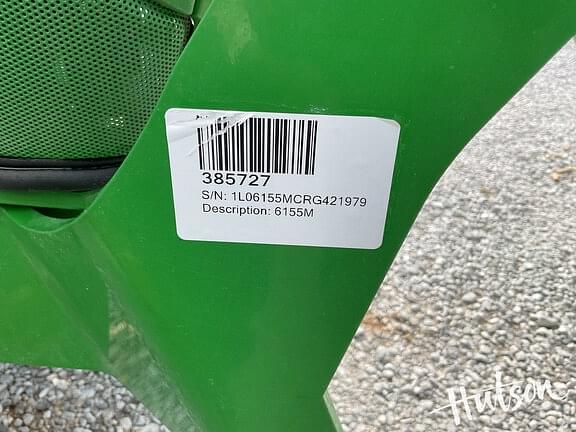 385727
S/N: 1L06155MCRG421979
Description: 6155M
Hutson